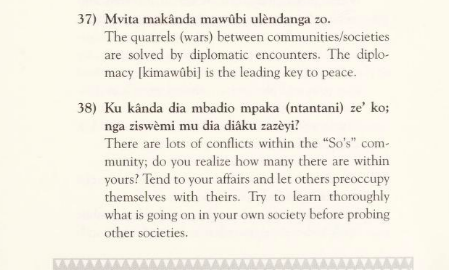 37) Mvita makânda mawûbi ulèndanga zo.
The quarrels (wars) between communities/societies
are solved by diplomatic encounters. The diplo-
macy [kimawûbi] is the leading key to peace.
38) Ku kânda dia mbadio mpaka (ntantani) ze' ko;
nga ziswèmi mu dia diâku zazèyi?
There are lots of conflicts within the “So's” com-
munity; do you realize how many there are within
yours? Tend to your affairs and let others preoccupy
themselves with theirs. Try to learn thoroughly
what is going on in your own society before probing
other societies.